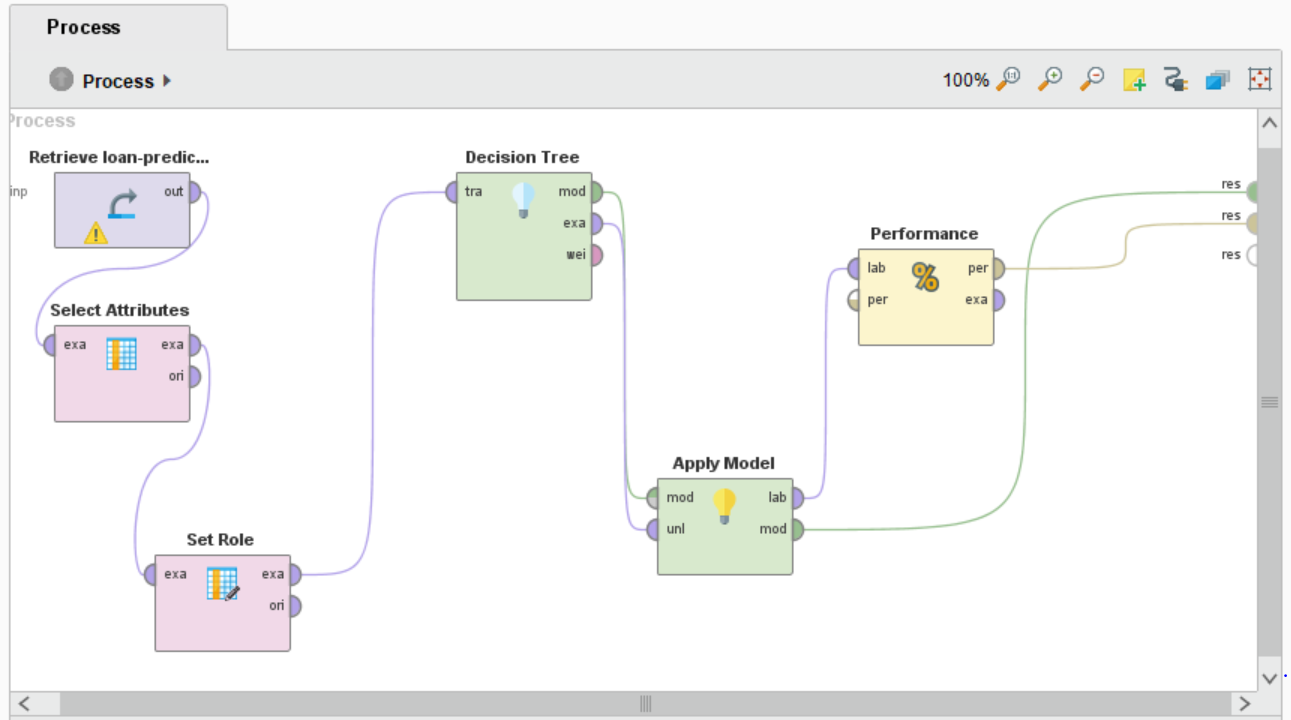 Process
Process
100%
Process
Retrieve loan-predic...
inp
out
Select Attributes
exa
exa
ori
Set Role
exa
exa
ori
Decision Tree
tra
mod
exa
wei
Apply Model
mod
lab
unl
mod
Performance
lab
per
per
exa
res
res
res